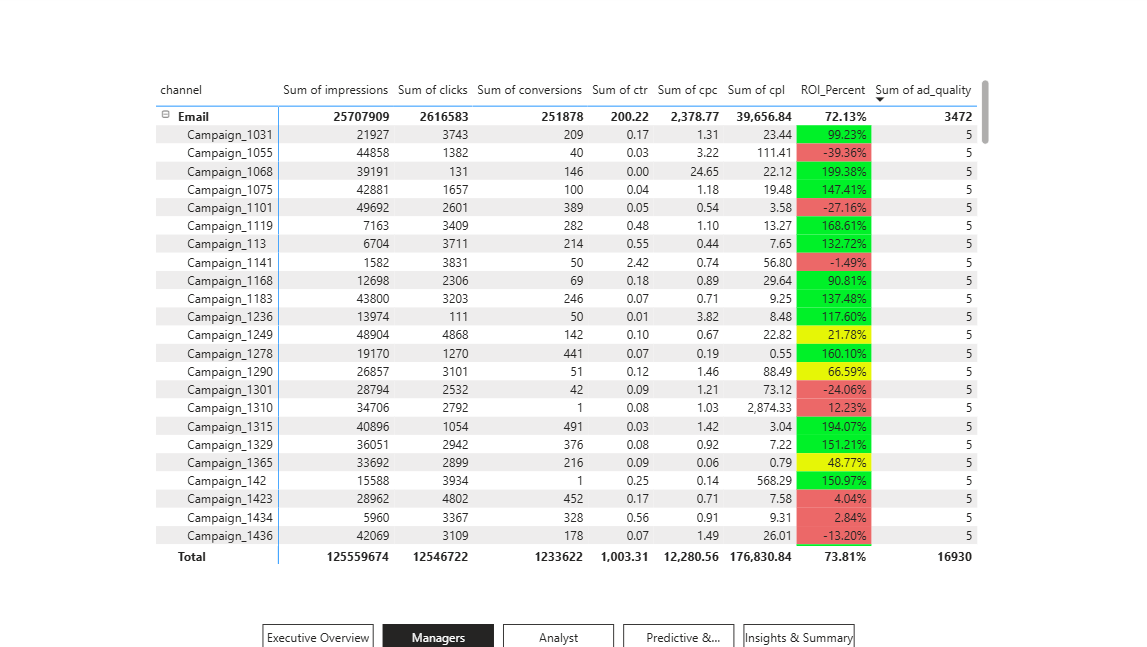 channel Sum of impressions Sum of clicks Sum of conversions Sum of ctr Sum of cpc Sum of cpl ROI_Percent Sum of ad_quality
Email 25707909 2616583 251878 200.22 2,378.77 39,656.84 72.13% 3472
Campaign_1031 21927 3743 209 0.17 1.31 23.44 99.23% 5
Campaign_1055 44858 1382 40 0.03 3.22 111.41 -39.36% 5
Campaign_1068 39191 131 146 0.00 24.65 22.12 199.38% 5
Campaign_1075 42881 1657 100 0.04 1.18 19.48 147.41% 5
Campaign_1101 49692 2601 389 0.05 0.54 3.58 -27.16% 5
Campaign_1119 7163 3409 282 0.48 1.10 13.27 168.61% 5
Campaign_113 6704 3711 214 0.55 0.44 7.65 132.72% 5
Campaign_1141 1582 3831 50 2.42 0.74 56.80 -1.49% 5
Campaign_1168 12698 2306 69 0.18 0.89 29.64 90.81% 5
Campaign_1183 43800 3203 246 0.07 0.71 9.25 137.48% 5
Campaign_1236 13974 111 50 0.01 3.82 8.48 117.60% 5
Campaign_1249 48904 4868 142 0.10 0.67 22.82 21.78% 5
Campaign_1278 19170 1270 441 0.07 0.19 0.55 160.10% 5
Campaign_1290 26857 3101 51 0.12 1.46 88.49 66.59% 5
Campaign_1301 28794 2532 42 0.09 1.21 73.12 -24.06% 5
Campaign_1310 34706 2792 1 0.08 1.03 2,874.33 12.23% 5
Campaign_1315 40896 1054 491 0.03 1.42 3.04 194.07% 5
Campaign_1329 36051 2942 376 0.08 0.92 7.22 151.21% 5
Campaign_1365 33692 2899 216 0.09 0.06 0.79 48.77% 5
Campaign_142 15588 3934 1 0.25 0.14 568.29 150.97% 5
Campaign_1423 28962 4802 452 0.17 0.71 7.58 4.04% 5
Campaign_1434 5960 3367 328 0.56 0.91 9.31 2.84% 5
Campaign_1436 42069 3109 178 0.07 1.49 26.01 -13.20% 5
Total 125559674 12546722 1233622 1,003.31 12,280.56 176,830.84 73.81% 16930
Executive Overview Managers Analyst Predictive &... Insights & Summary